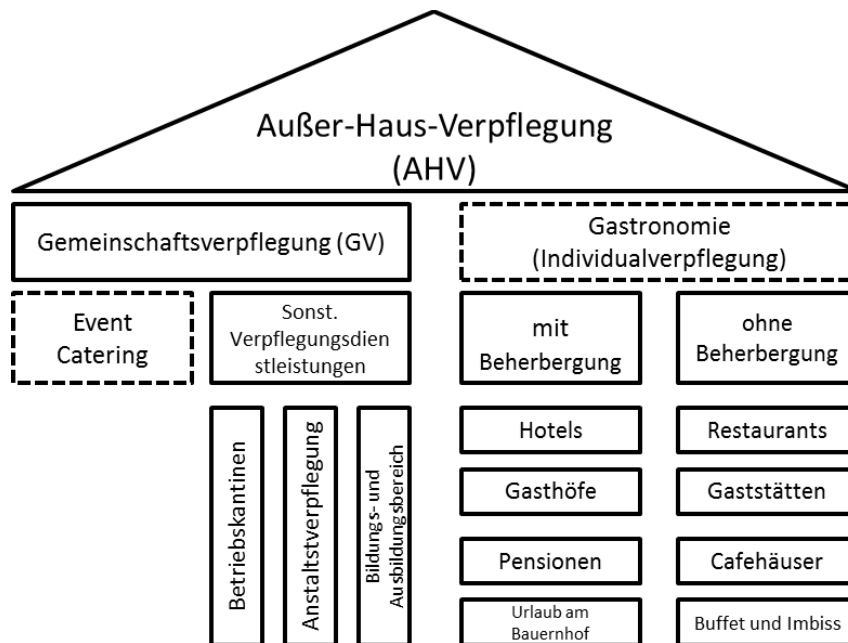 Außer-Haus-Verpflegung
(AHV)
Gemeinschaftsverpflegung (GV)
Gastronomie
(Individualverpflegung)
Event
Catering
Sonst.
Verpflegungsdien
stleistungen
mit
Beherbergung
ohne
Beherbergung
Betriebskantinen
Anstaltstverpflegung
Bildungs- und
Ausbildungsbereich
Hotels
Restaurants
Gasthöfe
Gaststätten
Pensionen
Cafehäuser
Urlaub am
Bauernhof
Buffet und Imbiss